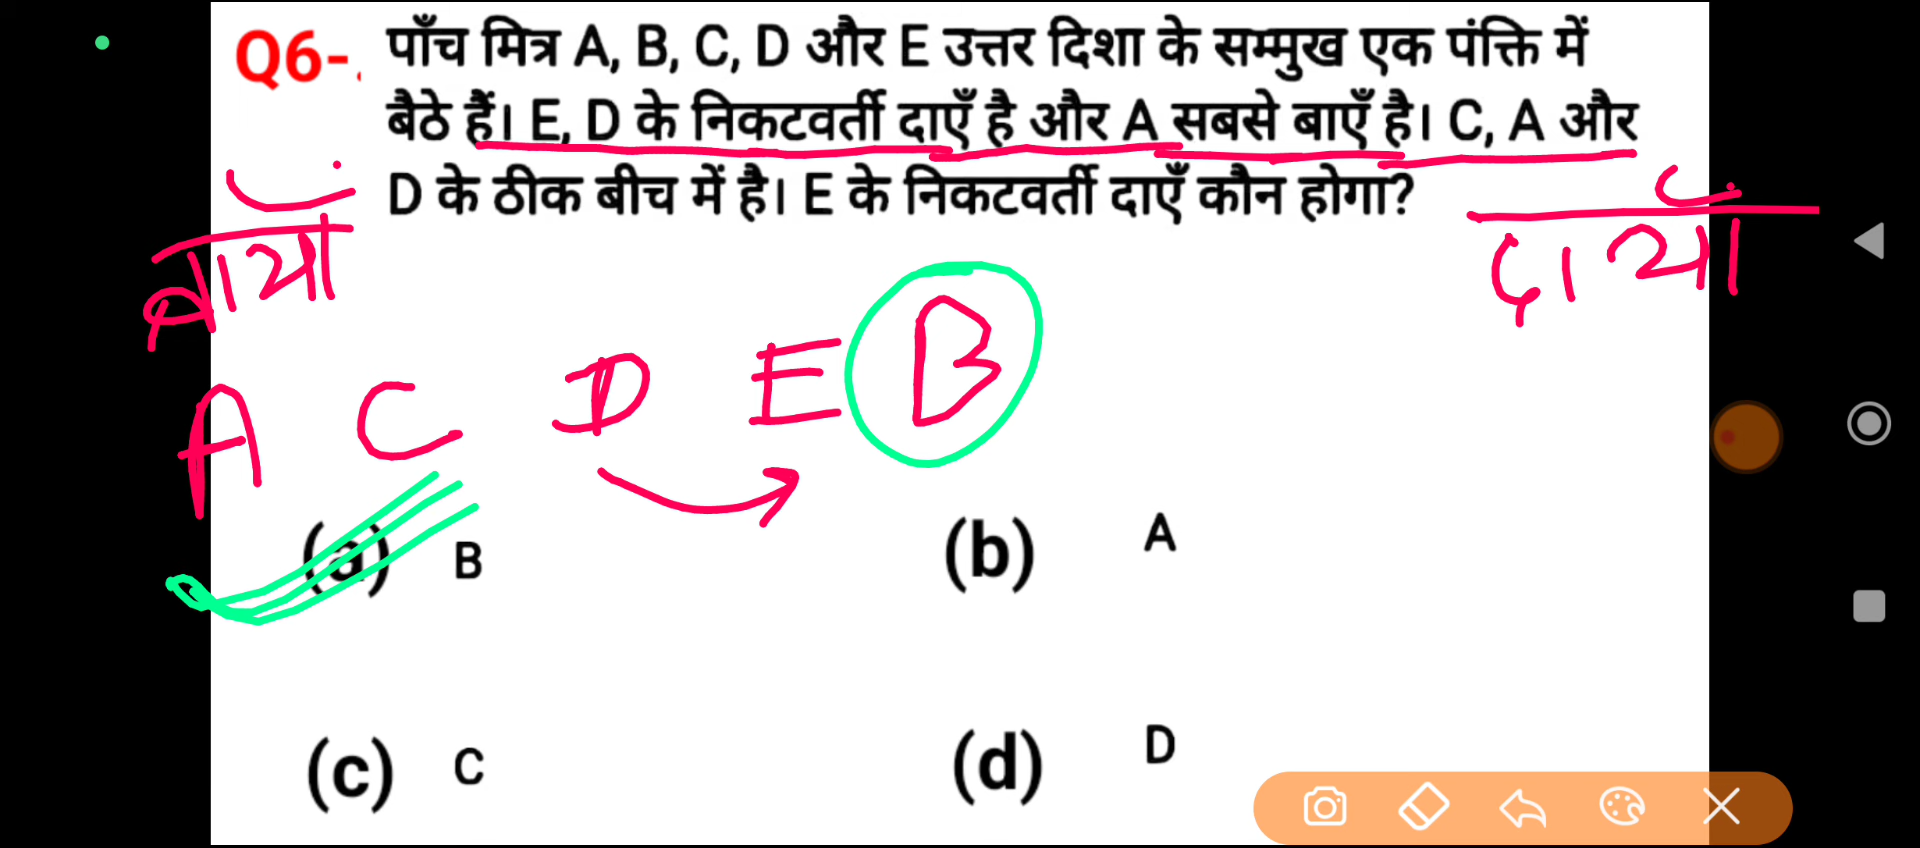 Q6-. पाँच मित्र A, B, C, D और E उत्तर दिशा के सम्मुख एक पंक्ति में
बैठे हैं। E, D के निकटवर्ती दाएँ है और A सबसे बाएँ है। C, A और
D के ठीक बीच में है। E के निकटवर्ती दाएँ कौन होगा?
बायाँ दायाँ
A C D E B
(a) B (b) A
(c) C (d) D